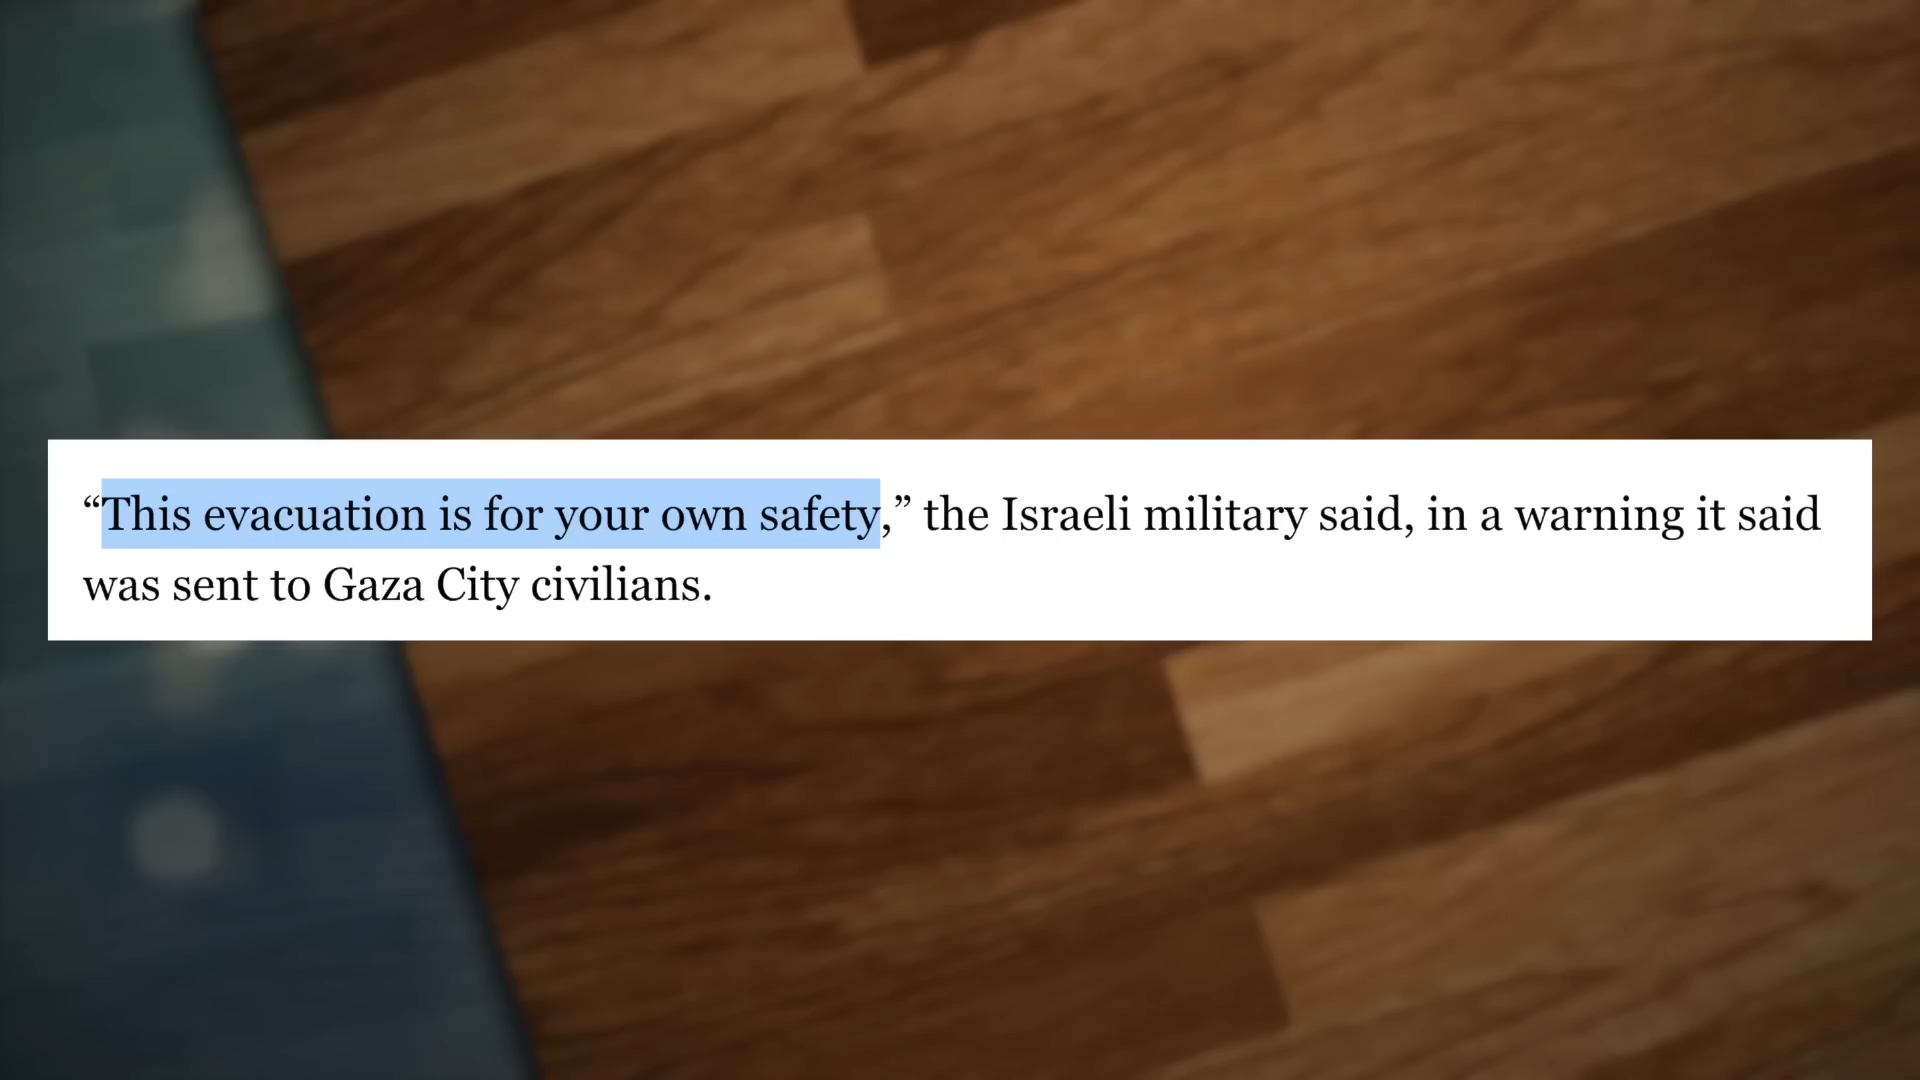 “This evacuation is for your own safety,” the Israeli military said, in a warning it said
was sent to Gaza City civilians.